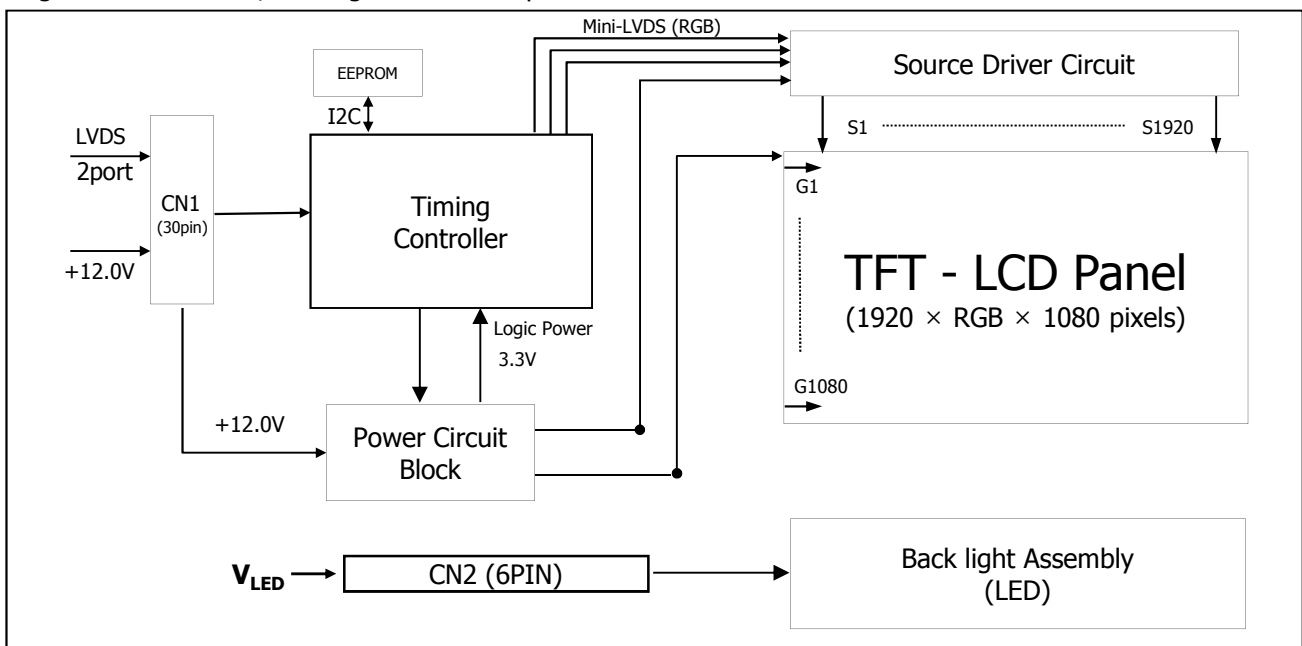 Mini-LVDS (RGB)
Source Driver Circuit
EEPROM
I2C
S1
S1920
LVDS
2port
CN1
(30pin)
+12.0V
Timing
Controller
G1
TFT - LCD Panel
(1920 × RGB × 1080 pixels)
G1080
Logic Power
3.3V
+12.0V
Power Circuit
Block
VLED
CN2 (6PIN)
Back light Assembly
(LED)